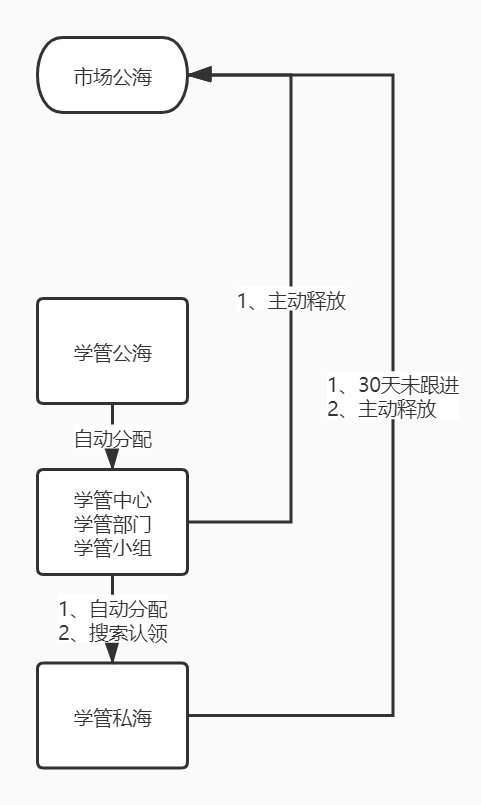 市场公海
1、主动释放
学管公海
1、30天未跟进
2、主动释放
自动分配
学管中心
学管部门
学管小组
1、自动分配
2、搜索认领
学管私海